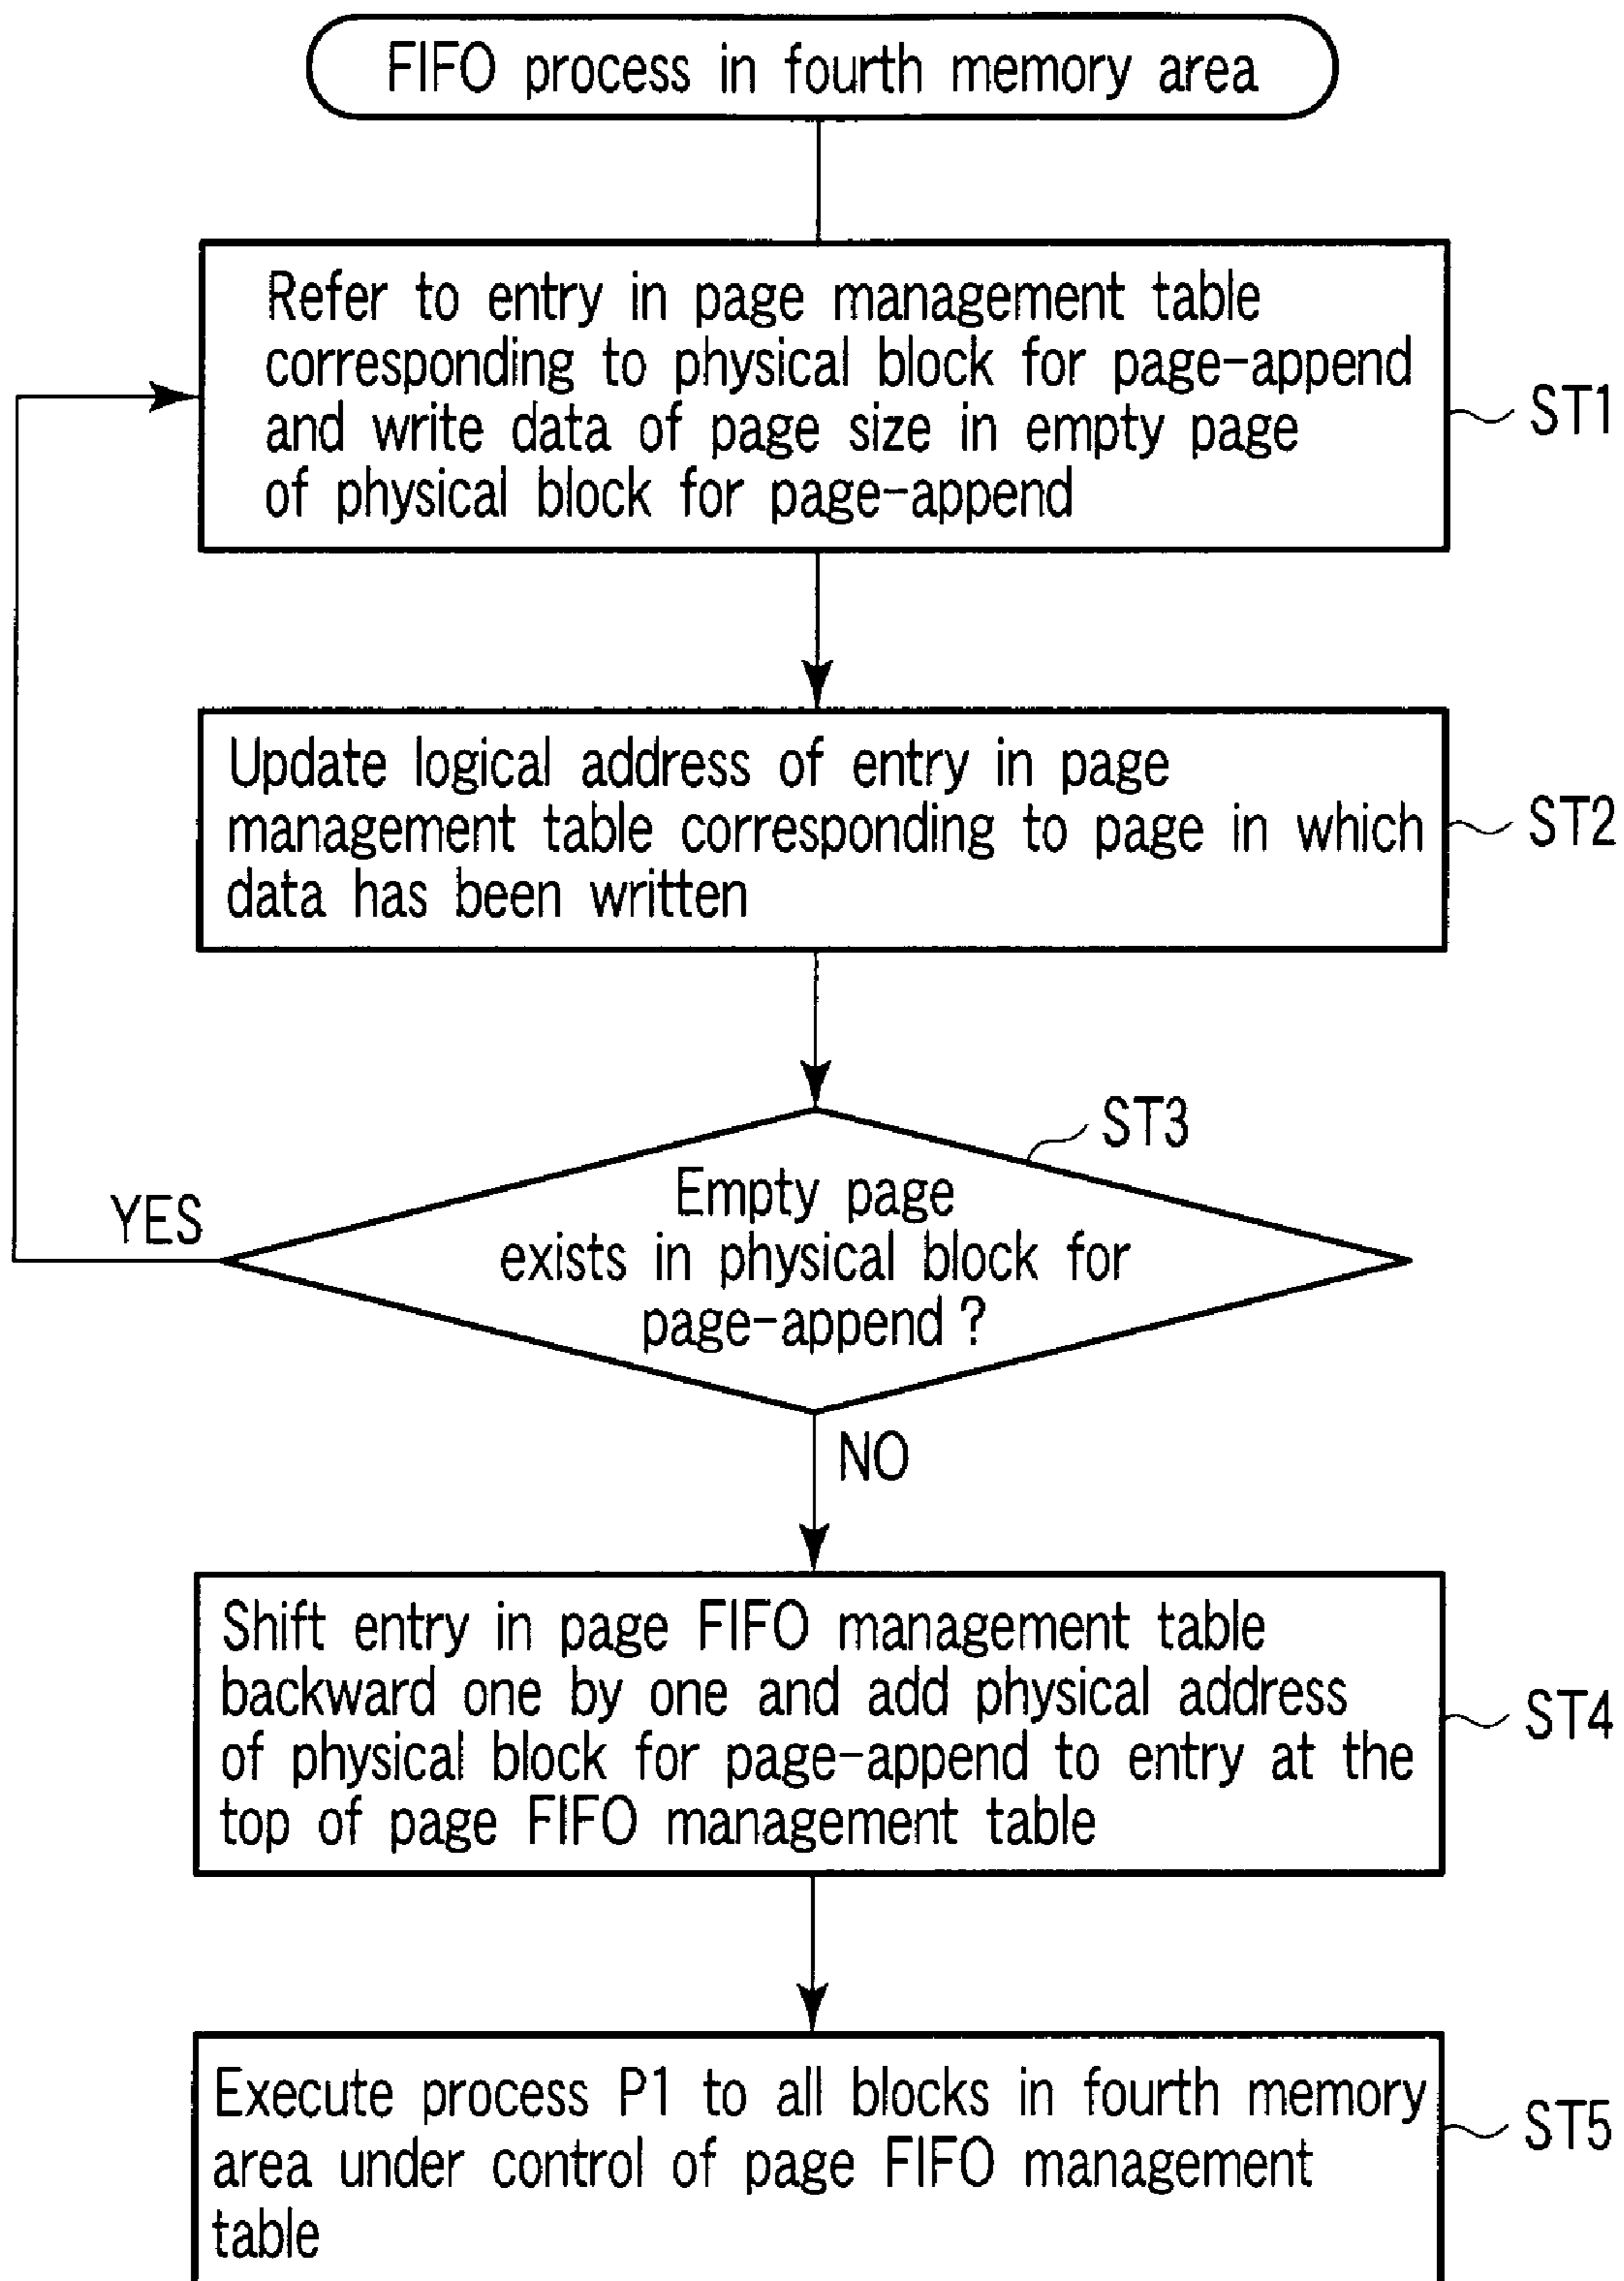 FIFO process in fourth memory area
Refer to entry in page management table
corresponding to physical block for page-append
and write data of page size in empty page
of physical block for page-append
ST1
Update logical address of entry in page
management table corresponding to page in which
data has been written
ST2
ST3
Empty page
exists in physical block for
page-append ?
YES
NO
Shift entry in page FIFO management table
backward one by one and add physical address
of physical block for page-append to entry at the
top of page FIFO management table
ST4
Execute process P1 to all blocks in fourth memory
area under control of page FIFO management
table
ST5